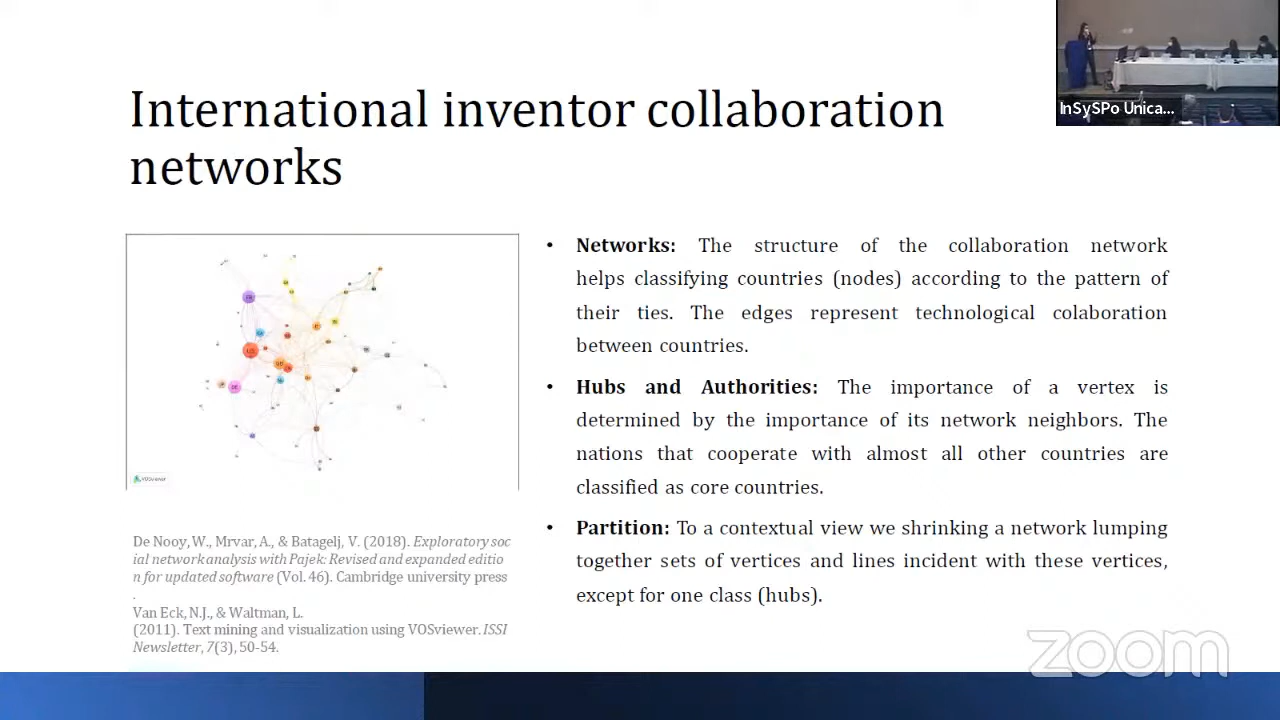 InSySPo Unica...
International inventor collaboration
networks
• Networks: The structure of the collaboration network
helps classifying countries (nodes) according to the pattern of
their ties. The edges represent technological colaboration
between countries.
• Hubs and Authorities: The importance of a vertex is
determined by the importance of its network neighbors. The
nations that cooperate with almost all other countries are
classified as core countries.
• Partition: To a contextual view we shrinking a network lumping
together sets of vertices and lines incident with these vertices,
except for one class (hubs).
US
VOSviewer
De Nooy, W., Mrvar, A., & Batagelj, V. (2018). Exploratory soc
ial network analysis with Pajek: Revised and expanded editio
n for updated software (Vol. 46). Cambridge university press
.
Van Eck, N.J., & Waltman, L.
(2011). Text mining and visualization using VOSviewer. ISSI
Newsletter, 7(3), 50-54.
zoom